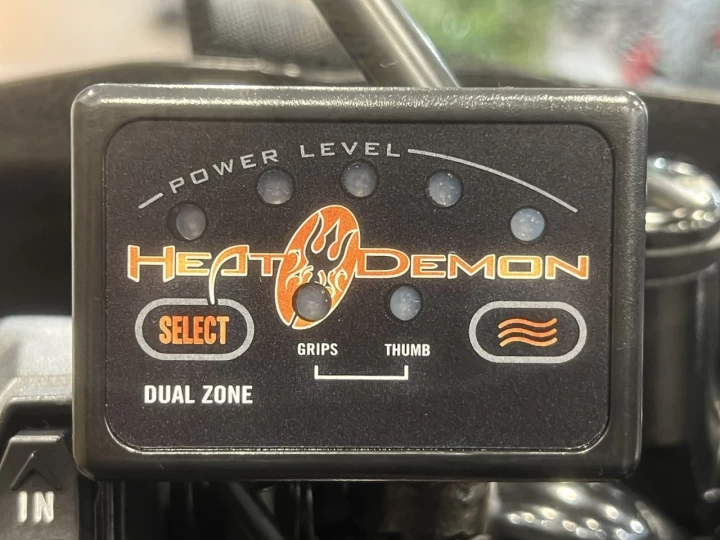 POWER LEVEL
HEAT DEMON
SELECT
GRIPS THUMB
DUAL ZONE
IN